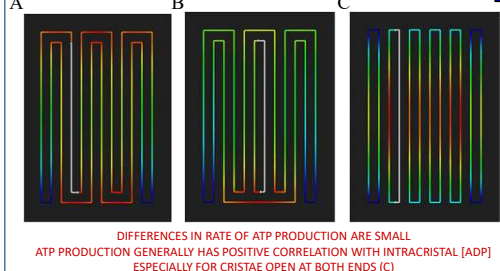 A B C
DIFFERENCES IN RATE OF ATP PRODUCTION ARE SMALL
ATP PRODUCTION GENERALLY HAS POSITIVE CORRELATION WITH INTRACRISTAL [ADP]
ESPECIALLY FOR CRISTAE OPEN AT BOTH ENDS (C)